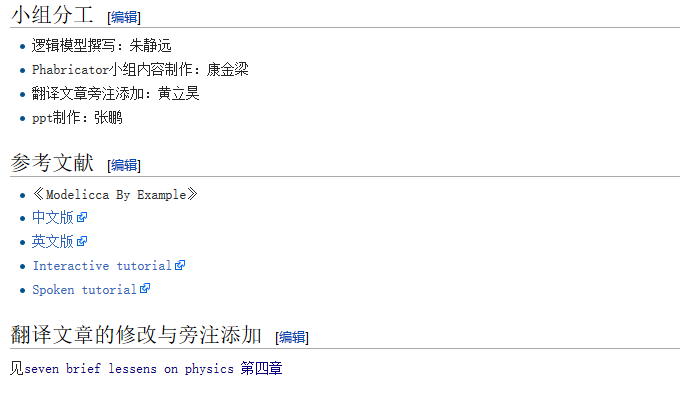 小组分工 [编辑]
逻辑模型撰写：朱静远
Phabricator小组内容制作：康金梁
翻译文章旁注添加：黄立昊
ppt制作：张鹏
参考文献 [编辑]
《Modelicca By Example》
中文版
英文版
Interactive tutorial
Spoken tutorial
翻译文章的修改与旁注添加 [编辑]
见seven brief lessens on physics 第四章